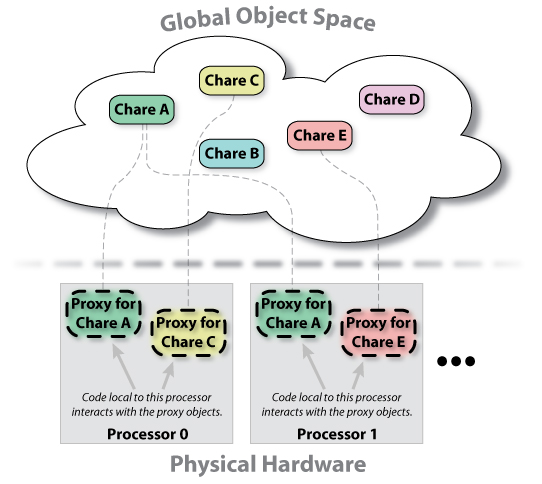 Global Object Space
Chare C
Chare A
Chare D
Chare E
Chare B
Proxy for
Chare A
Proxy for
Chare C
Code local to this processor
interacts with the proxy objects.
Processor 0
Proxy for
Chare A
Proxy for
Chare E
Code local to this processor
interacts with the proxy objects.
Processor 1
Physical Hardware